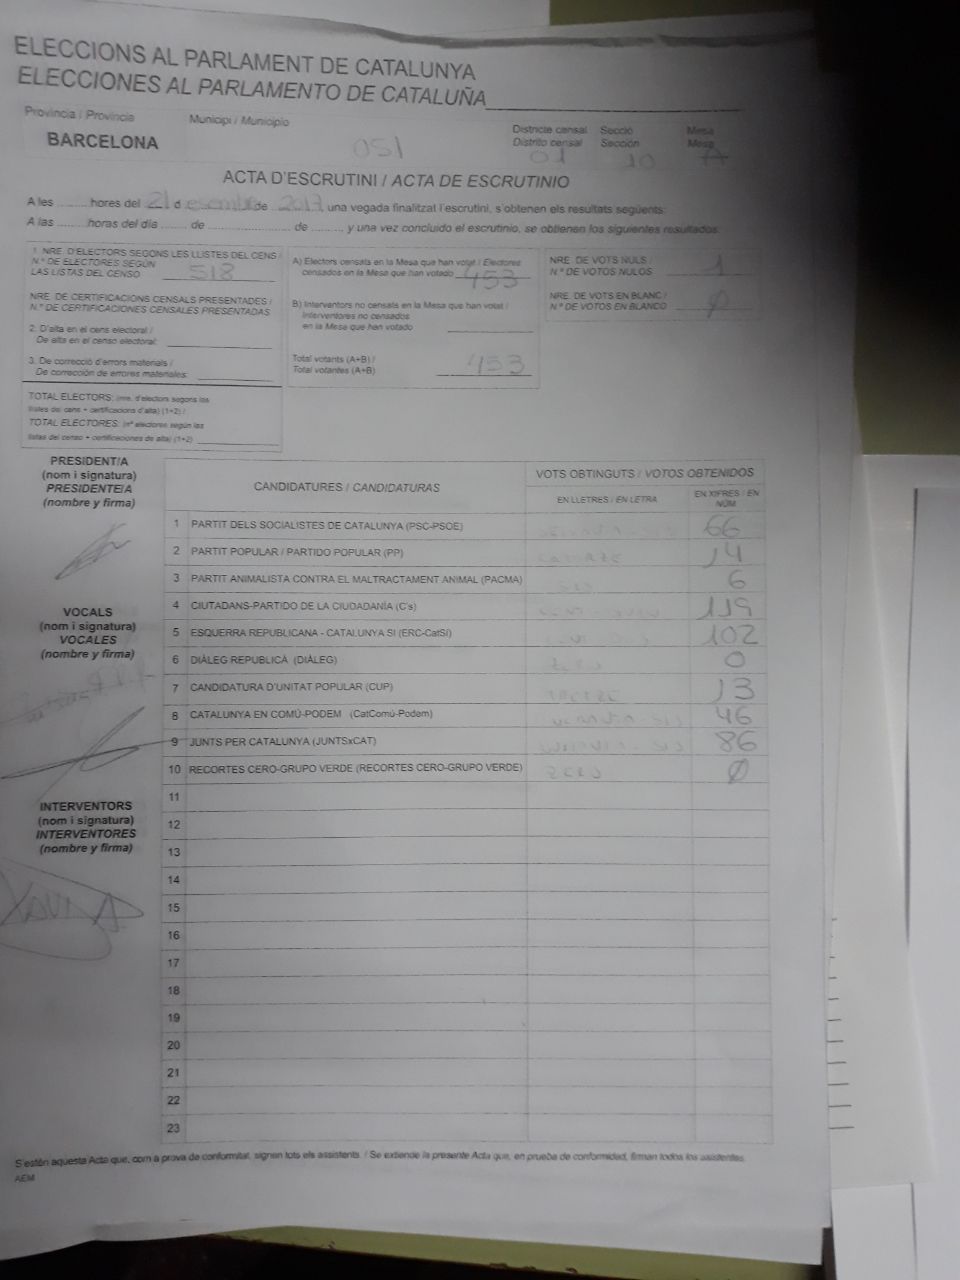 ELECCIONS AL PARLAMENT DE CATALUNYA
ELECCIONES AL PARLAMENTO DE CATALUÑA
Provincia / Provincia Municipi / Municipio Districte censal Secció Mesa
BARCELONA 051 Distrito censal Sección Mesa
01 10 A
ACTA D'ESCRUTINI / ACTA DE ESCRUTINIO
A les ......... hores del 21 d desembre de 2017, una vegada finalitzat l'escrutini, s'obtenen els resultats següents:
A las ......... horas del día ........ de ........................ de ........., y una vez concluido el escrutinio, se obtienen los siguientes resultados:
1. NRE. D'ELECTORS SEGONS LES LLISTES DEL CENS /
N.º DE ELECTORES SEGÚN
LAS LISTAS DEL CENSO 518
NRE. DE CERTIFICACIONS CENSALS PRESENTADES /
N.º DE CERTIFICACIONES CENSALES PRESENTADAS
2. D'alta en el cens electoral /
De alta en el censo electoral:
3. De correcció d'errors materials /
De corrección de errores materiales:
TOTAL ELECTORS: (nre. d'electors segons les
llistes del cens + certificacions d'alta) (1+2) /
TOTAL ELECTORES: (nº electores según las
listas del censo + certificaciones de alta) (1+2)
A) Electors censats en la Mesa que han votat / Electores
censados en la Mesa que han votado 453
B) Interventors no censats en la Mesa que han votat /
Interventores no censados
en la Mesa que han votado
Total votants (A+B) /
Total votantes (A+B) 453
NRE. DE VOTS NULS /
N.º DE VOTOS NULOS 1
NRE. DE VOTS EN BLANC /
N.º DE VOTOS EN BLANCO 0
PRESIDENT/A
(nom i signatura)
PRESIDENTE/A
(nombre y firma)
VOCALS
(nom i signatura)
VOCALES
(nombre y firma)
INTERVENTORS
(nom i signatura)
INTERVENTORES
(nombre y firma)
CANDIDATURES / CANDIDATURAS VOTS OBTINGUTS / VOTOS OBTENIDOS
EN LLETRES / EN LETRA EN XIFRES / EN NÚM.
1 PARTIT DELS SOCIALISTES DE CATALUNYA (PSC-PSOE) 66
2 PARTIT POPULAR / PARTIDO POPULAR (PP) CATORZE 14
3 PARTIT ANIMALISTA CONTRA EL MALTRACTAMENT ANIMAL (PACMA) SIS 6
4 CIUTADANS-PARTIDO DE LA CIUDADANÍA (C's) 119
5 ESQUERRA REPUBLICANA - CATALUNYA SÍ (ERC-CatSí) 102
6 DIÀLEG REPUBLICÀ (DIÀLEG) ZERO 0
7 CANDIDATURA D'UNITAT POPULAR (CUP) TRETZE 13
8 CATALUNYA EN COMÚ-PODEM (CatComú-Podem) 46
9 JUNTS PER CATALUNYA (JUNTSxCAT) 86
10 RECORTES CERO-GRUPO VERDE (RECORTES CERO-GRUPO VERDE) ZERO 0
11
12
13
14
15
16
17
18
19
20
21
22
23
S'estén aquesta Acta que, com a prova de conformitat, signen tots els assistents. / Se extiende la presente Acta que, en prueba de conformidad, firman todos los asistentes.
AEM